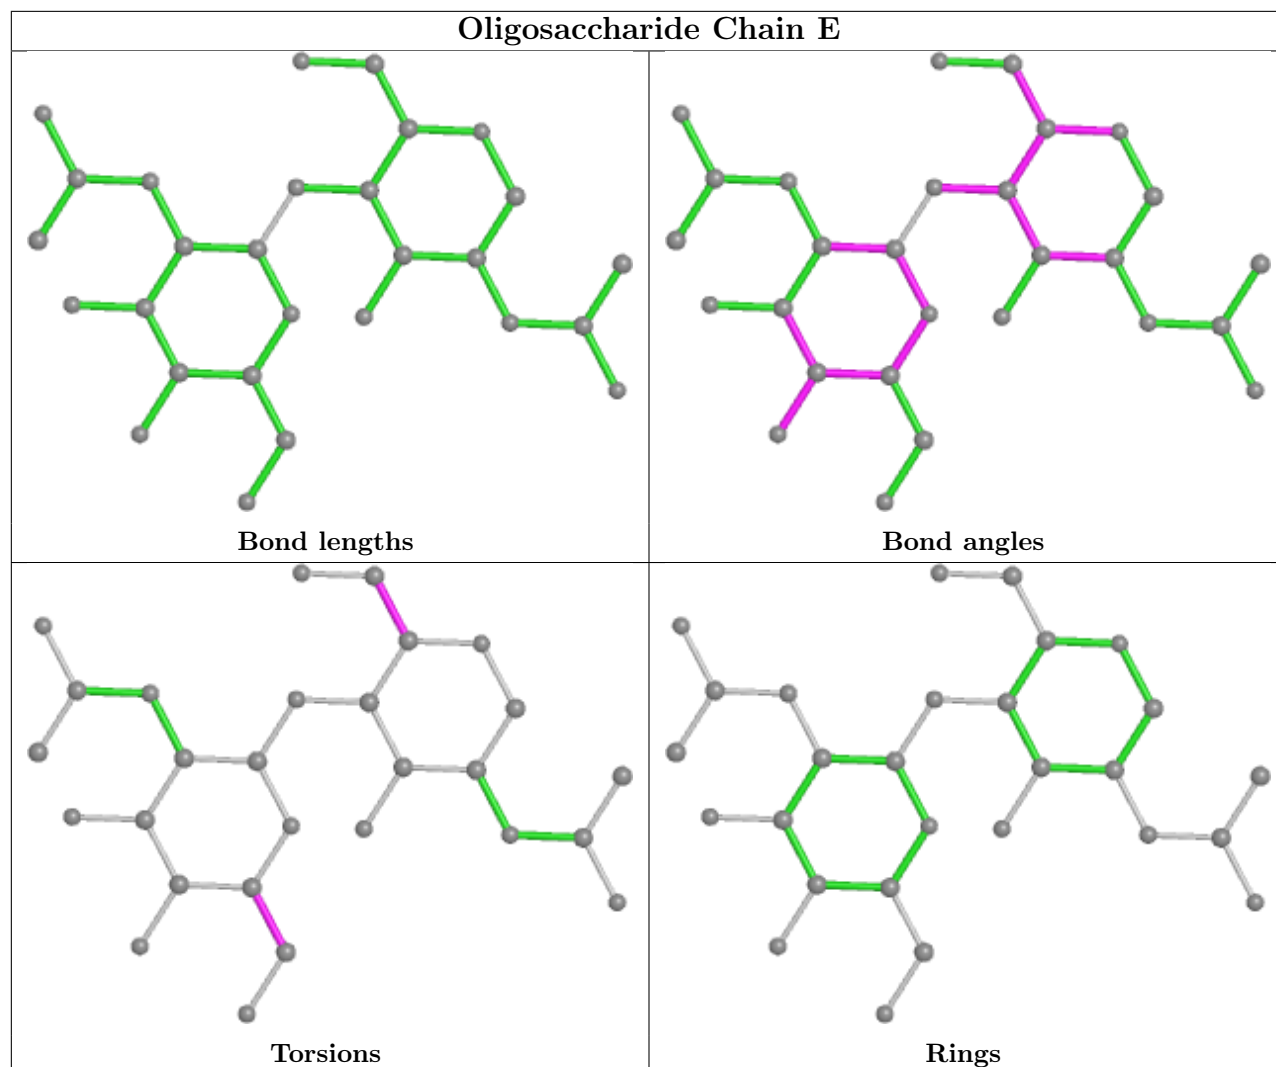 Oligosaccharide Chain E
Bond lengths
Bond angles
Torsions
Rings